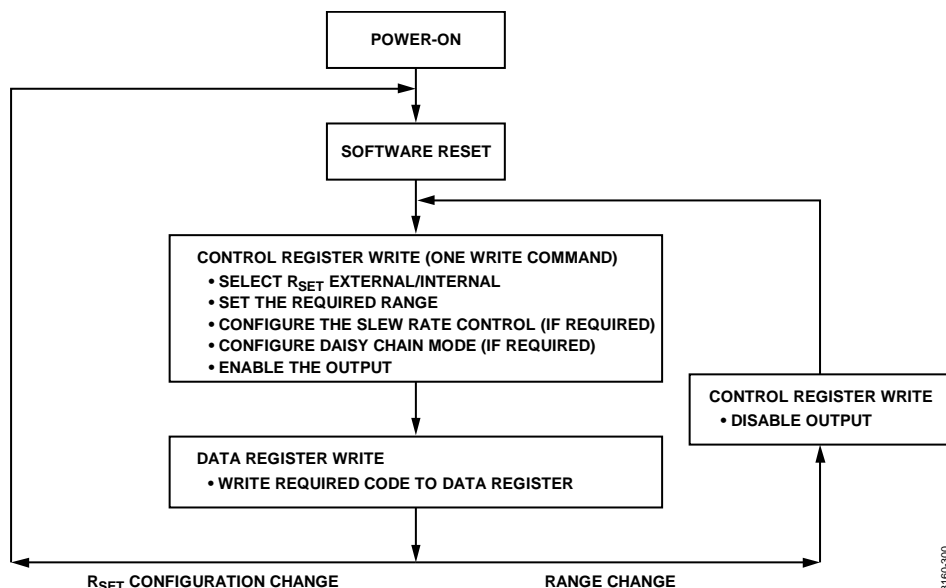 POWER-ON
SOFTWARE RESET
CONTROL REGISTER WRITE (ONE WRITE COMMAND)
• SELECT RSET EXTERNAL/INTERNAL
• SET THE REQUIRED RANGE
• CONFIGURE THE SLEW RATE CONTROL (IF REQUIRED)
• CONFIGURE DAISY CHAIN MODE (IF REQUIRED)
• ENABLE THE OUTPUT
CONTROL REGISTER WRITE
• DISABLE OUTPUT
DATA REGISTER WRITE
• WRITE REQUIRED CODE TO DATA REGISTER
RSET CONFIGURATION CHANGE
RANGE CHANGE